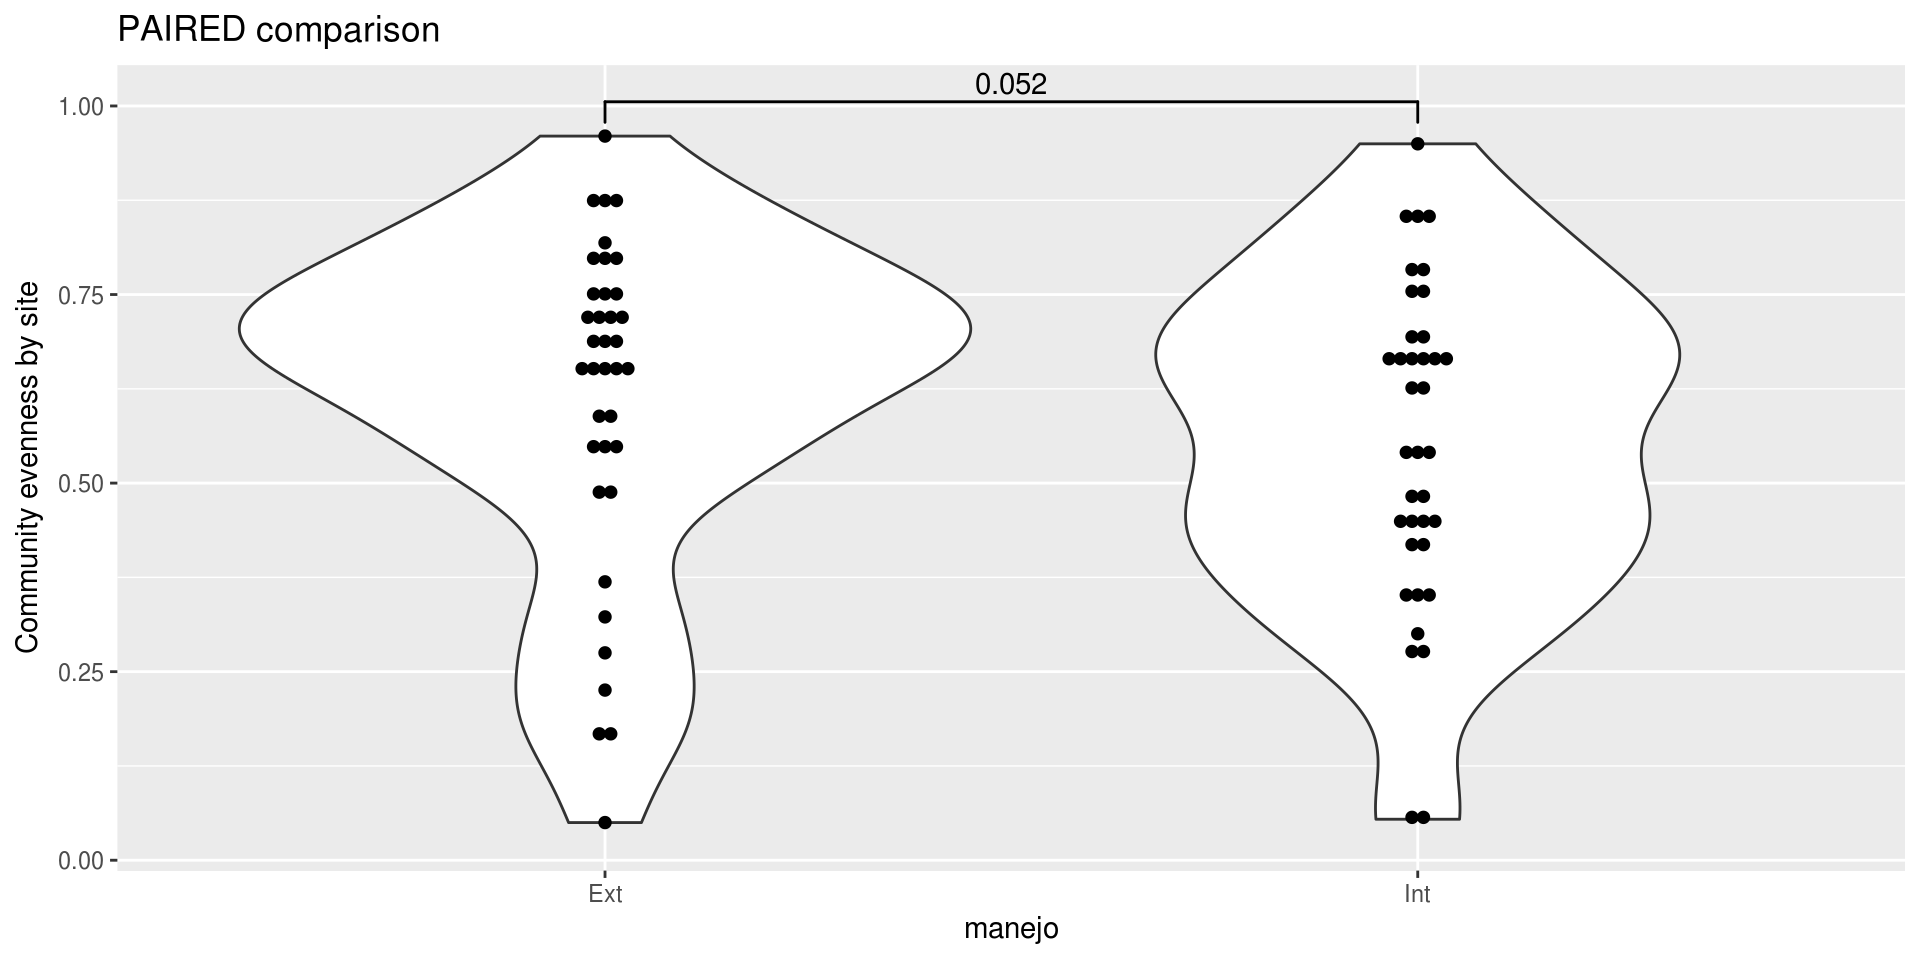 PAIRED comparison
0.052
1.00
0.75
0.50
0.25
0.00
Community evenness by site
Ext
Int
manejo